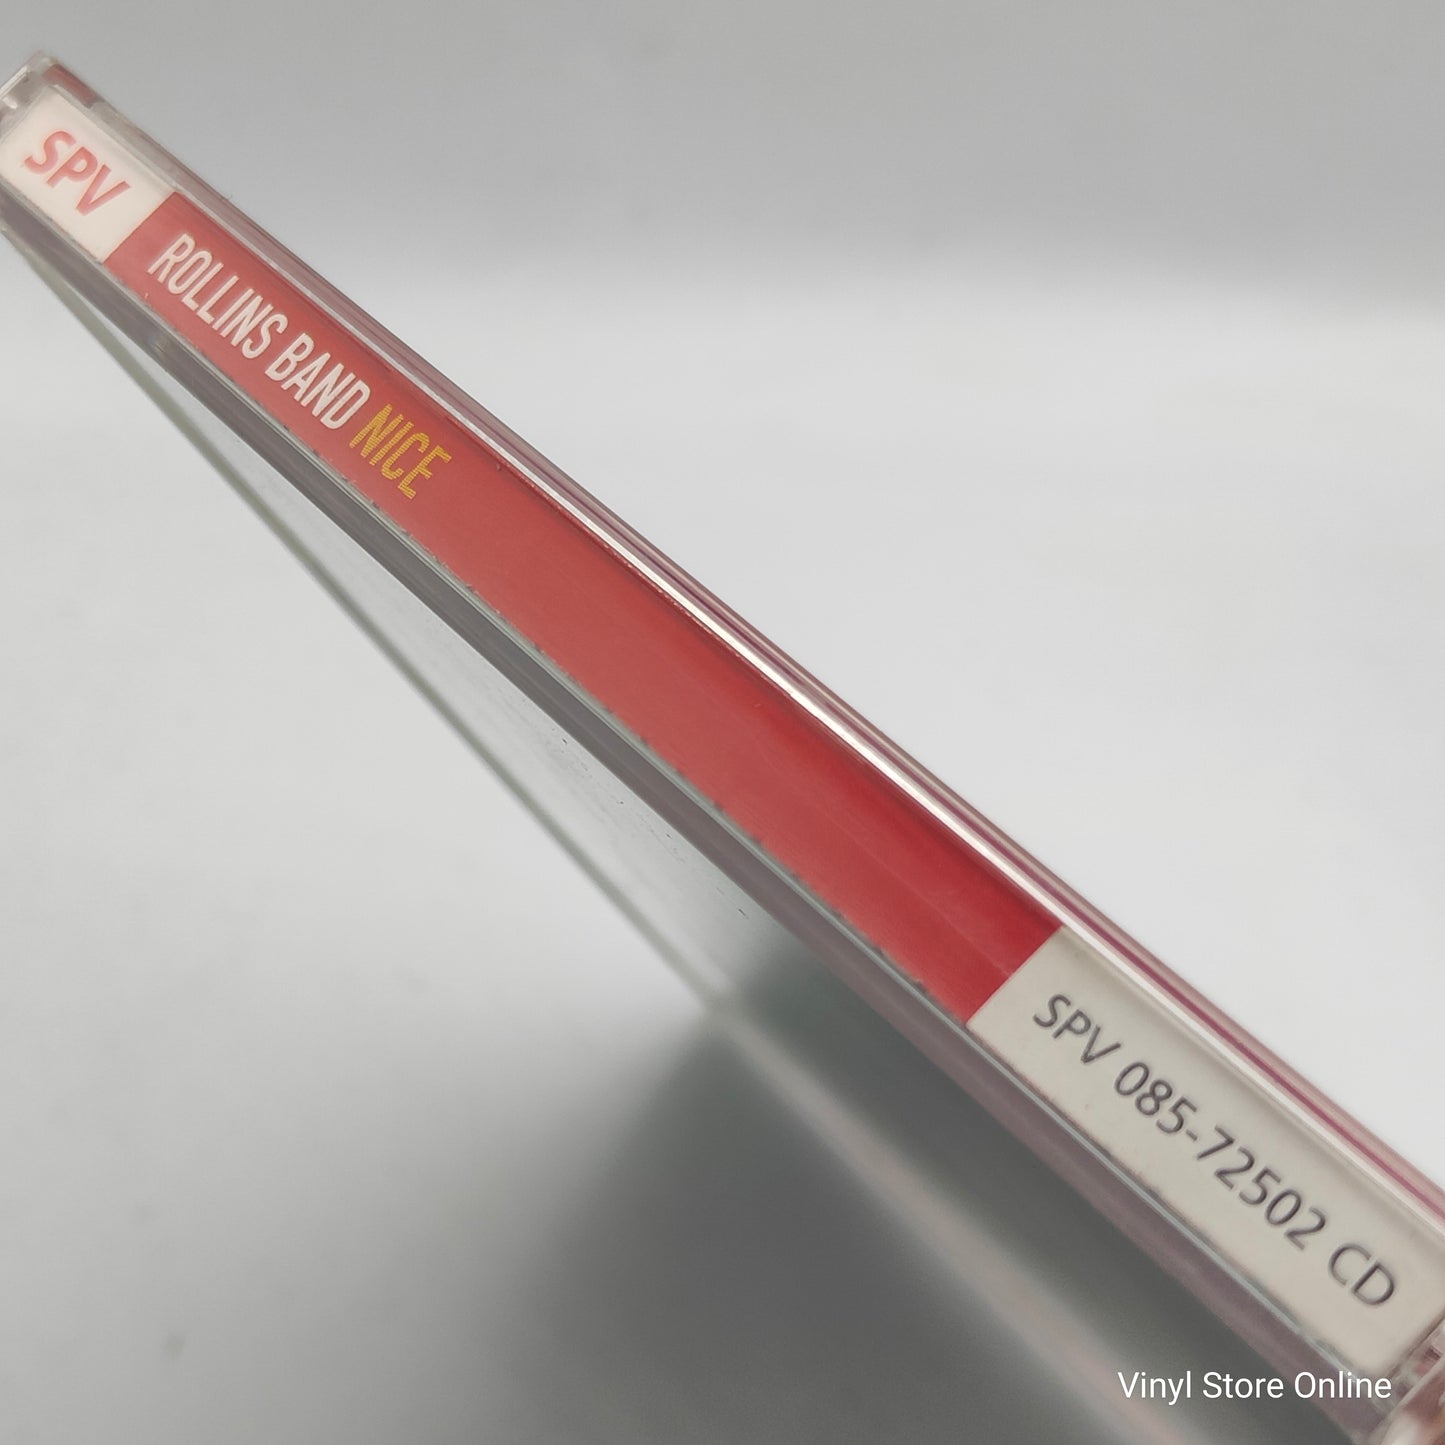 SPV
ROLLINS BAND NICE
SPV 085-72502 CD
Vinyl Store Online